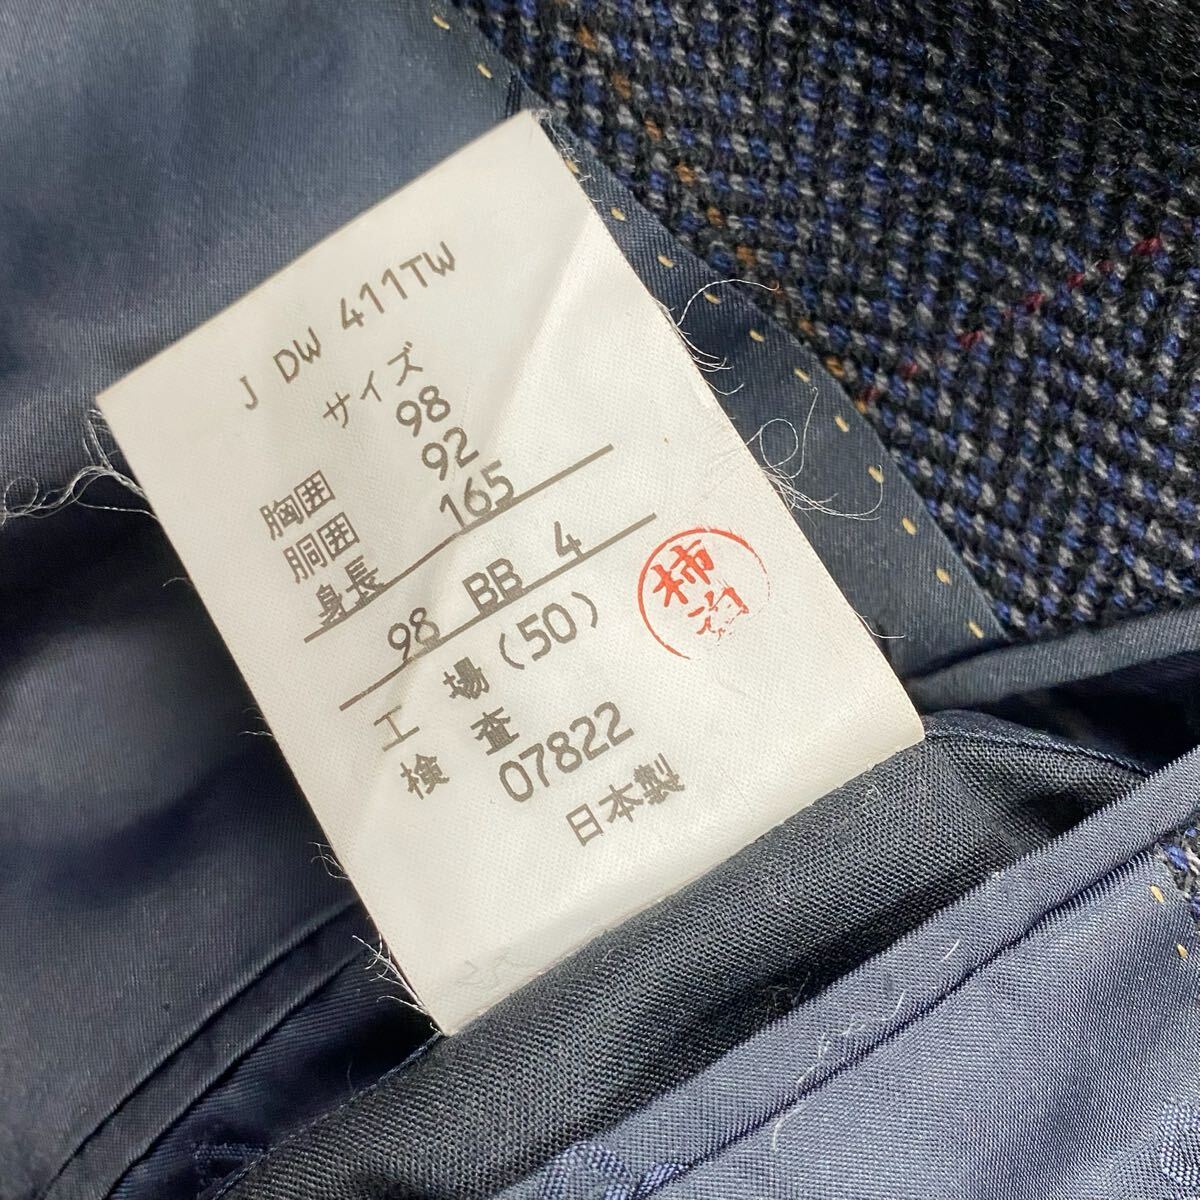 J DW 411TW
サイズ
胸囲 98
胴囲 92
身長 165
98 BB 4
工場(50)
検査 07822
日本製
柿